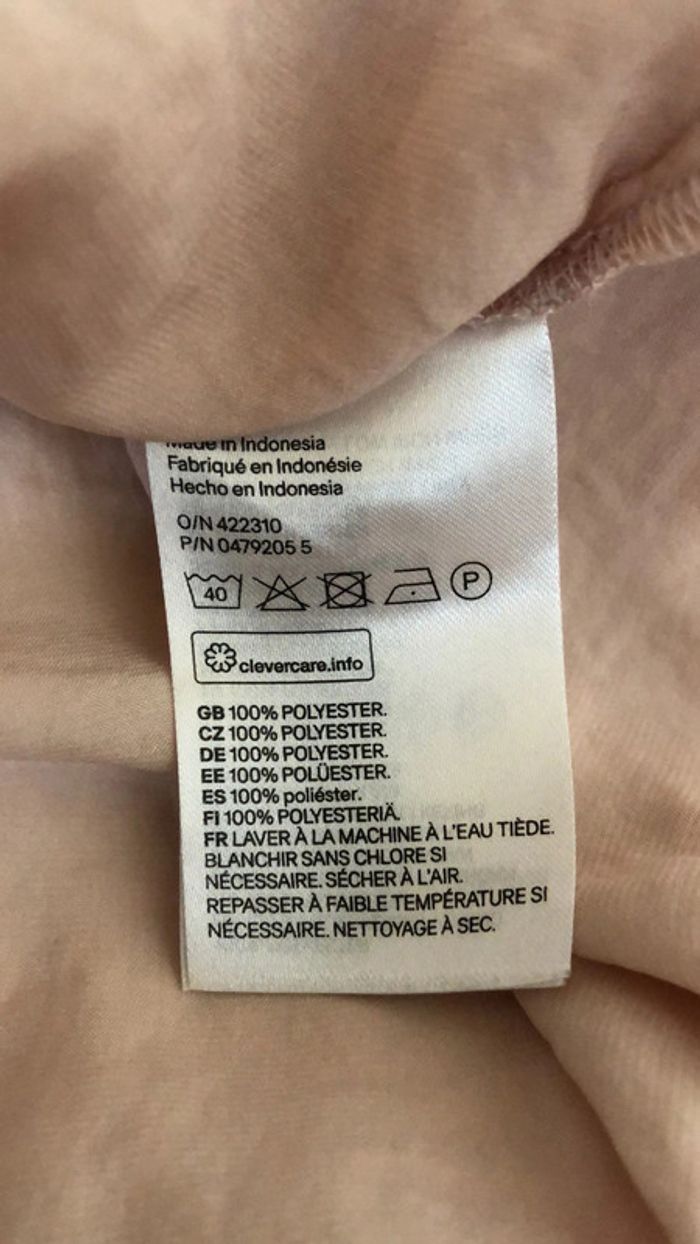 Made in Indonesia
Fabriqué en Indonésie
Hecho en Indonesia
O/N 422310
P/N 0479205 5
40 P
clevercare.info
GB 100% POLYESTER.
CZ 100% POLYESTER.
DE 100% POLYESTER.
EE 100% POLÜESTER.
ES 100% poliéster.
FI 100% POLYESTERIÄ.
FR LAVER À LA MACHINE À L'EAU TIÈDE.
BLANCHIR SANS CHLORE SI
NÉCESSAIRE. SÉCHER À L'AIR.
REPASSER À FAIBLE TEMPÉRATURE SI
NÉCESSAIRE. NETTOYAGE À SEC.